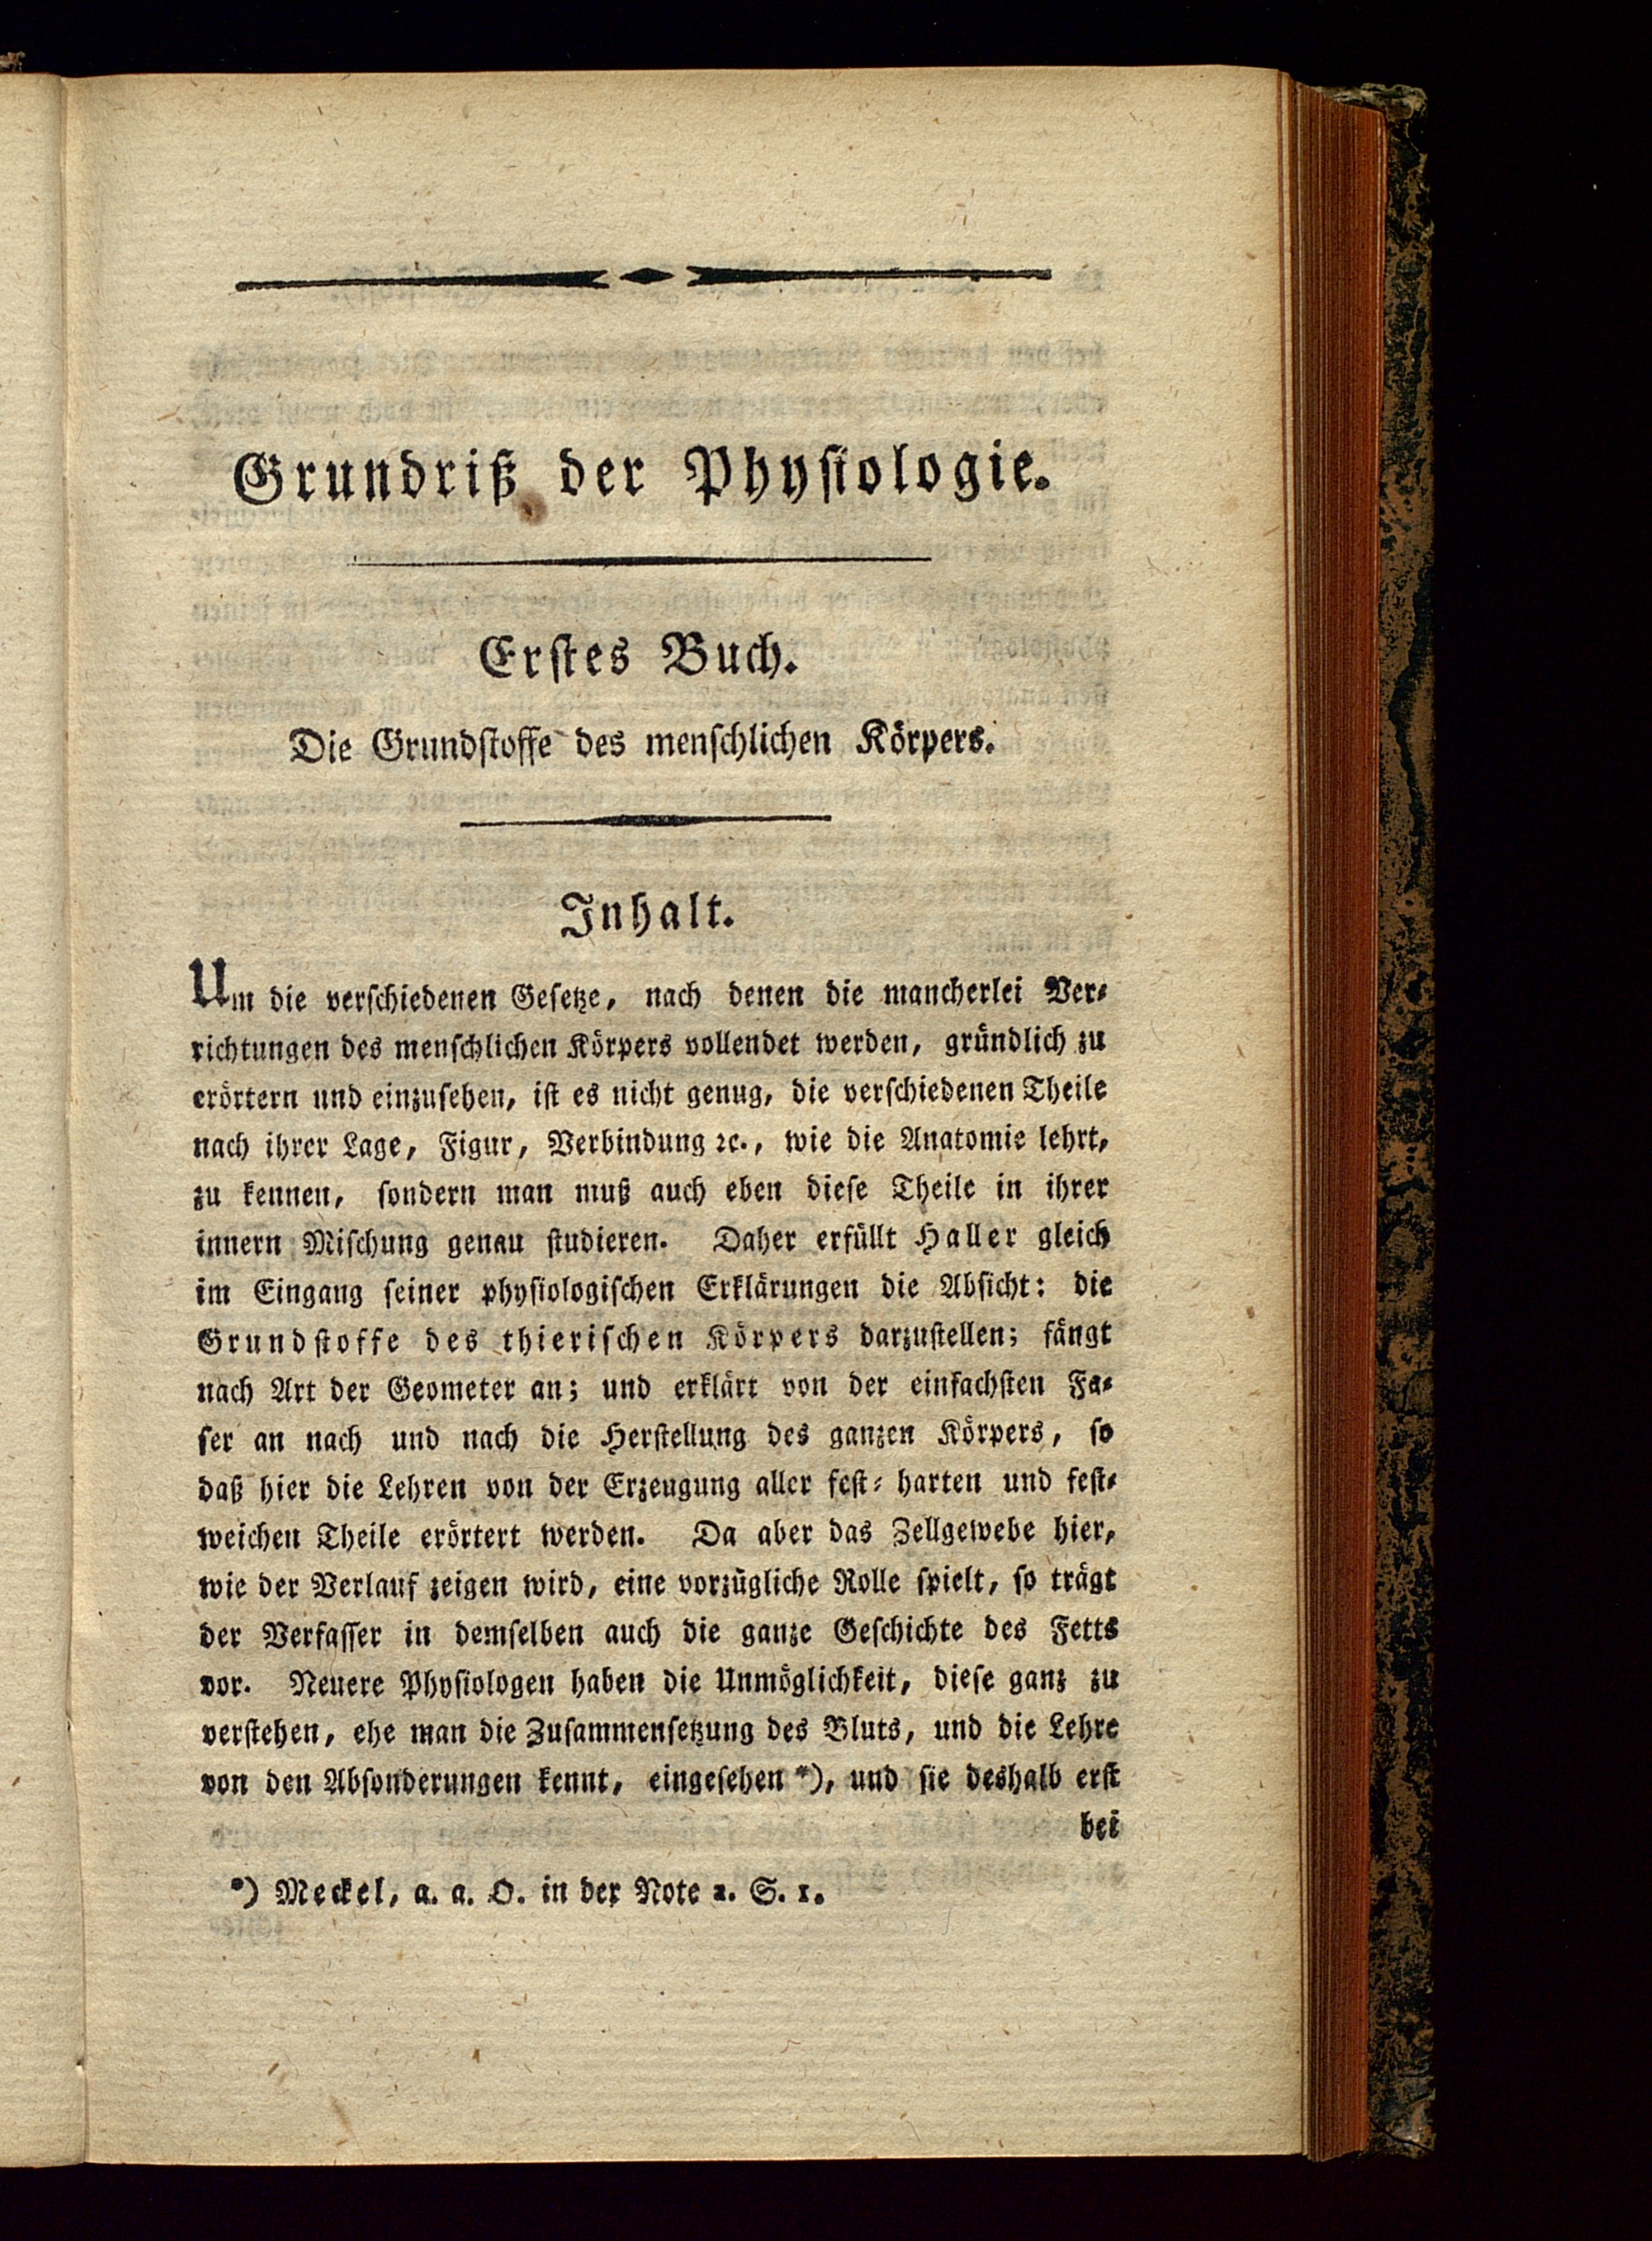 Grundriß der Physiologie.
Erstes Buch.
Die Grundstoffe des menschlichen Körpers.
Inhalt.
Um die verschiedenen Gesetze, nach denen die mancherlei Ver-
richtungen des menschlichen Körpers vollendet werden, gründlich zu
erörtern und einzusehen, ist es nicht genug, die verschiedenen Theile
nach ihrer Lage, Figur, Verbindung ꝛc., wie die Anatomie lehrt,
zu kennen, sondern man muß auch eben diese Theile in ihrer
innern Mischung genau studieren. Daher erfüllt Haller gleich
im Eingang seiner physiologischen Erklärungen die Absicht: die
Grundstoffe des thierischen Körpers darzustellen; fängt
nach Art der Geometer an; und erklärt von der einfachsten Fa-
ser an nach und nach die Herstellung des ganzen Körpers, so
daß hier die Lehren von der Erzeugung aller fest- harten und fest-
weichen Theile erörtert werden. Da aber das Zellgewebe hier,
wie der Verlauf zeigen wird, eine vorzügliche Rolle spielt, so trägt
der Verfasser in demselben auch die ganze Geschichte des Fetts
vor. Neuere Physiologen haben die Unmöglichkeit, diese ganz zu
verstehen, ehe man die Zusammensetzung des Bluts, und die Lehre
von den Absonderungen kennt, eingesehen *), und sie deshalb erst
bei
*) Meckel, a. a. O. in der Note 2. S. 1.